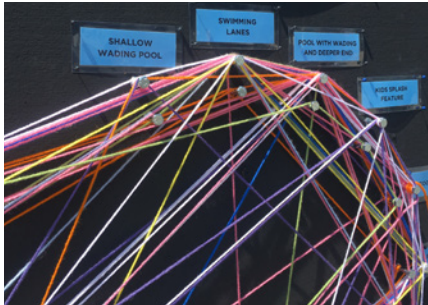 SHALLOW
WADING POOL
SWIMMING
LANES
POOL WITH WADING
AND DEEPER END
KIDS SPLASH
FEATURE